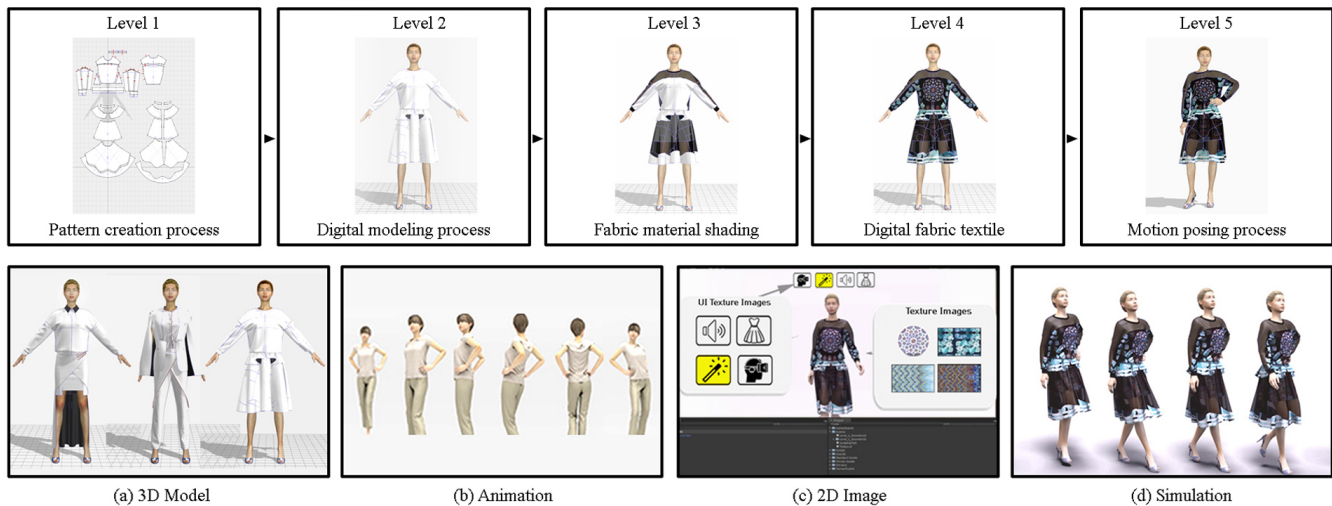 Level 1
Level 2
Level 3
Level 4
Level 5
Pattern creation process
Digital modeling process
Fabric material shading
Digital fabric textile
Motion posing process
UI Texture Images
Texture Images
(a) 3D Model
(b) Animation
(c) 2D Image
(d) Simulation